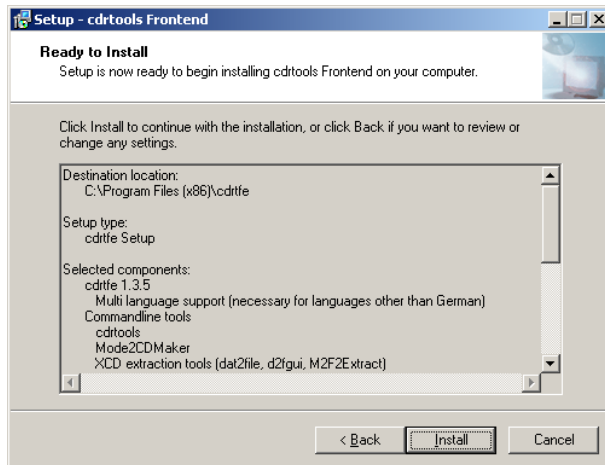 Setup - cdrtools Frontend
Ready to Install
Setup is now ready to begin installing cdrtools Frontend on your computer.
Click Install to continue with the installation, or click Back if you want to review or
change any settings.
Destination location:
C:\Program Files (x86)\cdrtfe
Setup type:
cdrtfe Setup
Selected components:
cdrtfe 1.3.5
Multi language support (necessary for languages other than German)
Commandline tools
cdrtools
Mode2CDMaker
XCD extraction tools (dat2file, d2fgui, M2F2Extract)
< Back
Install
Cancel